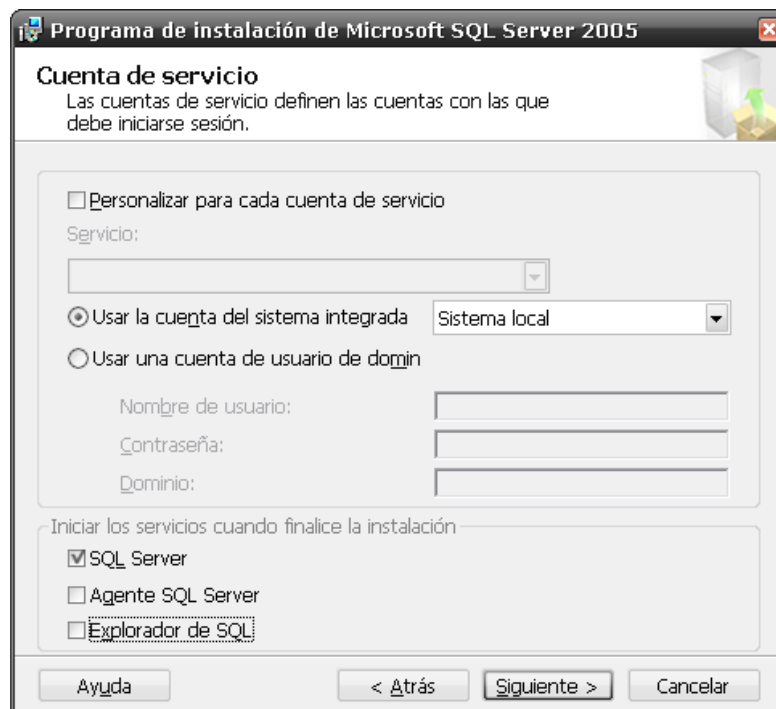 Programa de instalación de Microsoft SQL Server 2005
Cuenta de servicio
Las cuentas de servicio definen las cuentas con las que
debe iniciarse sesión.
Personalizar para cada cuenta de servicio
Servicio:
Usar la cuenta del sistema integrada
Sistema local
Usar una cuenta de usuario de domin
Nombre de usuario:
Contraseña:
Dominio:
Iniciar los servicios cuando finalice la instalación
SQL Server
Agente SQL Server
Explorador de SQL
Ayuda
< Atrás
Siguiente >
Cancelar